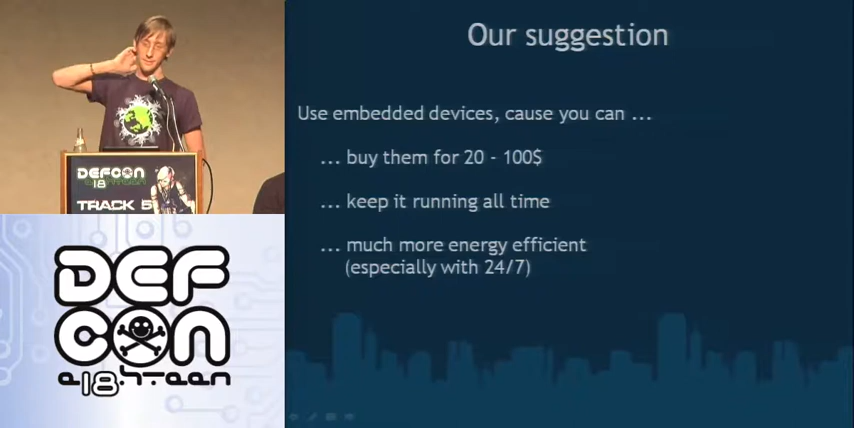 Our suggestion
Use embedded devices, cause you can ...
... buy them for 20 - 100$
... keep it running all time
... much more energy efficient
(especially with 24/7)
DEFCON
18
TRACK 5
DEF
CON
e18hteen